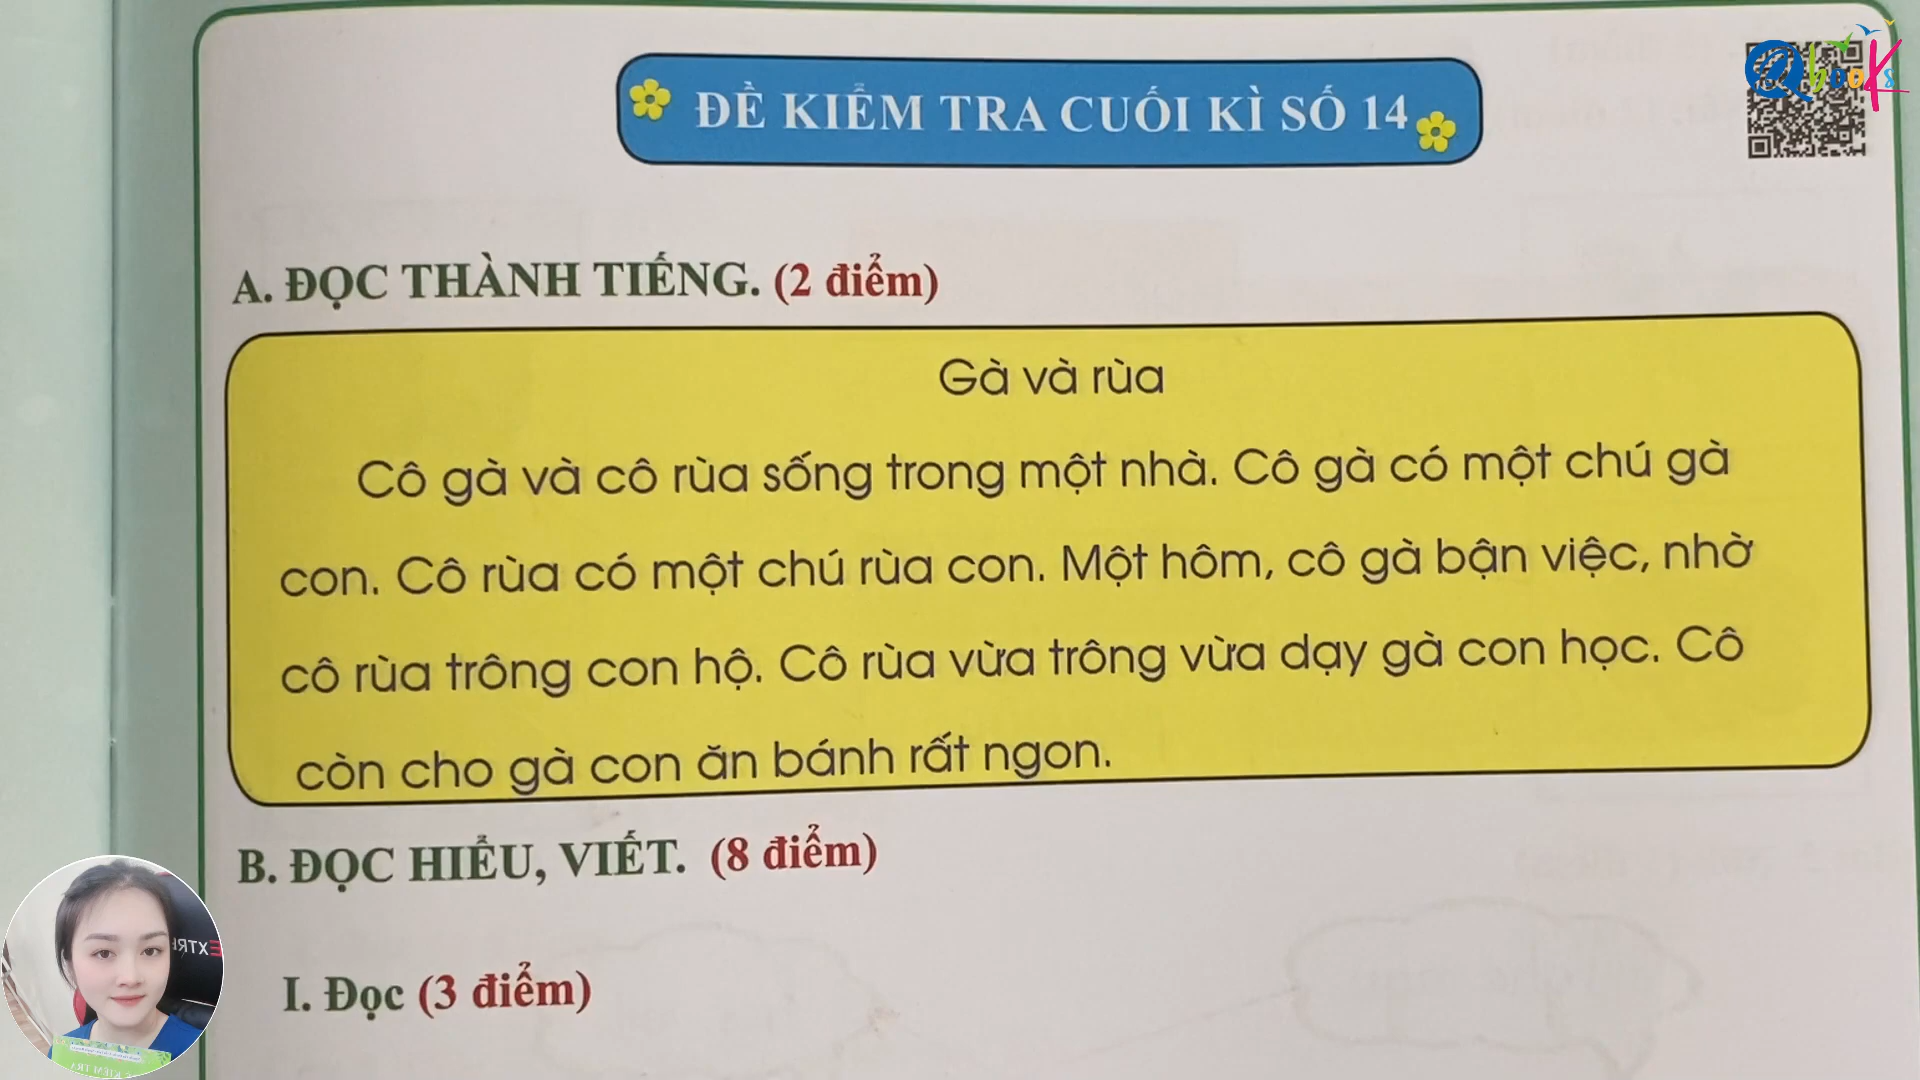 Qbooks
ĐỀ KIỂM TRA CUỐI KÌ SỐ 14
A. ĐỌC THÀNH TIẾNG. (2 điểm)
Gà và rùa
Cô gà và cô rùa sống trong một nhà. Cô gà có một chú gà
con. Cô rùa có một chú rùa con. Một hôm, cô gà bận việc, nhờ
cô rùa trông con hộ. Cô rùa vừa trông vừa dạy gà con học. Cô
còn cho gà con ăn bánh rất ngon.
B. ĐỌC HIỂU, VIẾT. (8 điểm)
I. Đọc (3 điểm)